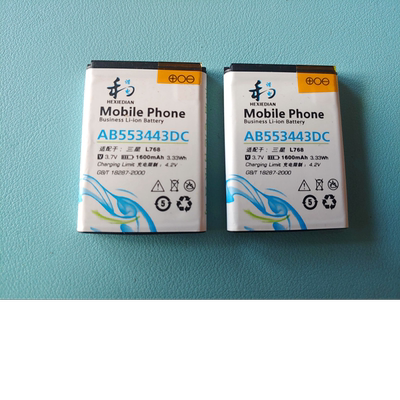 HEXIEDIAN
Mobile Phone
Business Li-ion Battery
AB553443DC
适配于：三星 L768
3.7V 1600mAh 3.33Wh
Charging Limit 充电限制：4.2V
GB/T 18287-2000
5
HEXIEDIAN
Mobile Phone
Business Li-ion Battery
AB553443DC
适配于：三星 L768
3.7V 1600mAh 3.33Wh
Charging Limit 充电限制：4.2V
GB/T 18287-2000
5